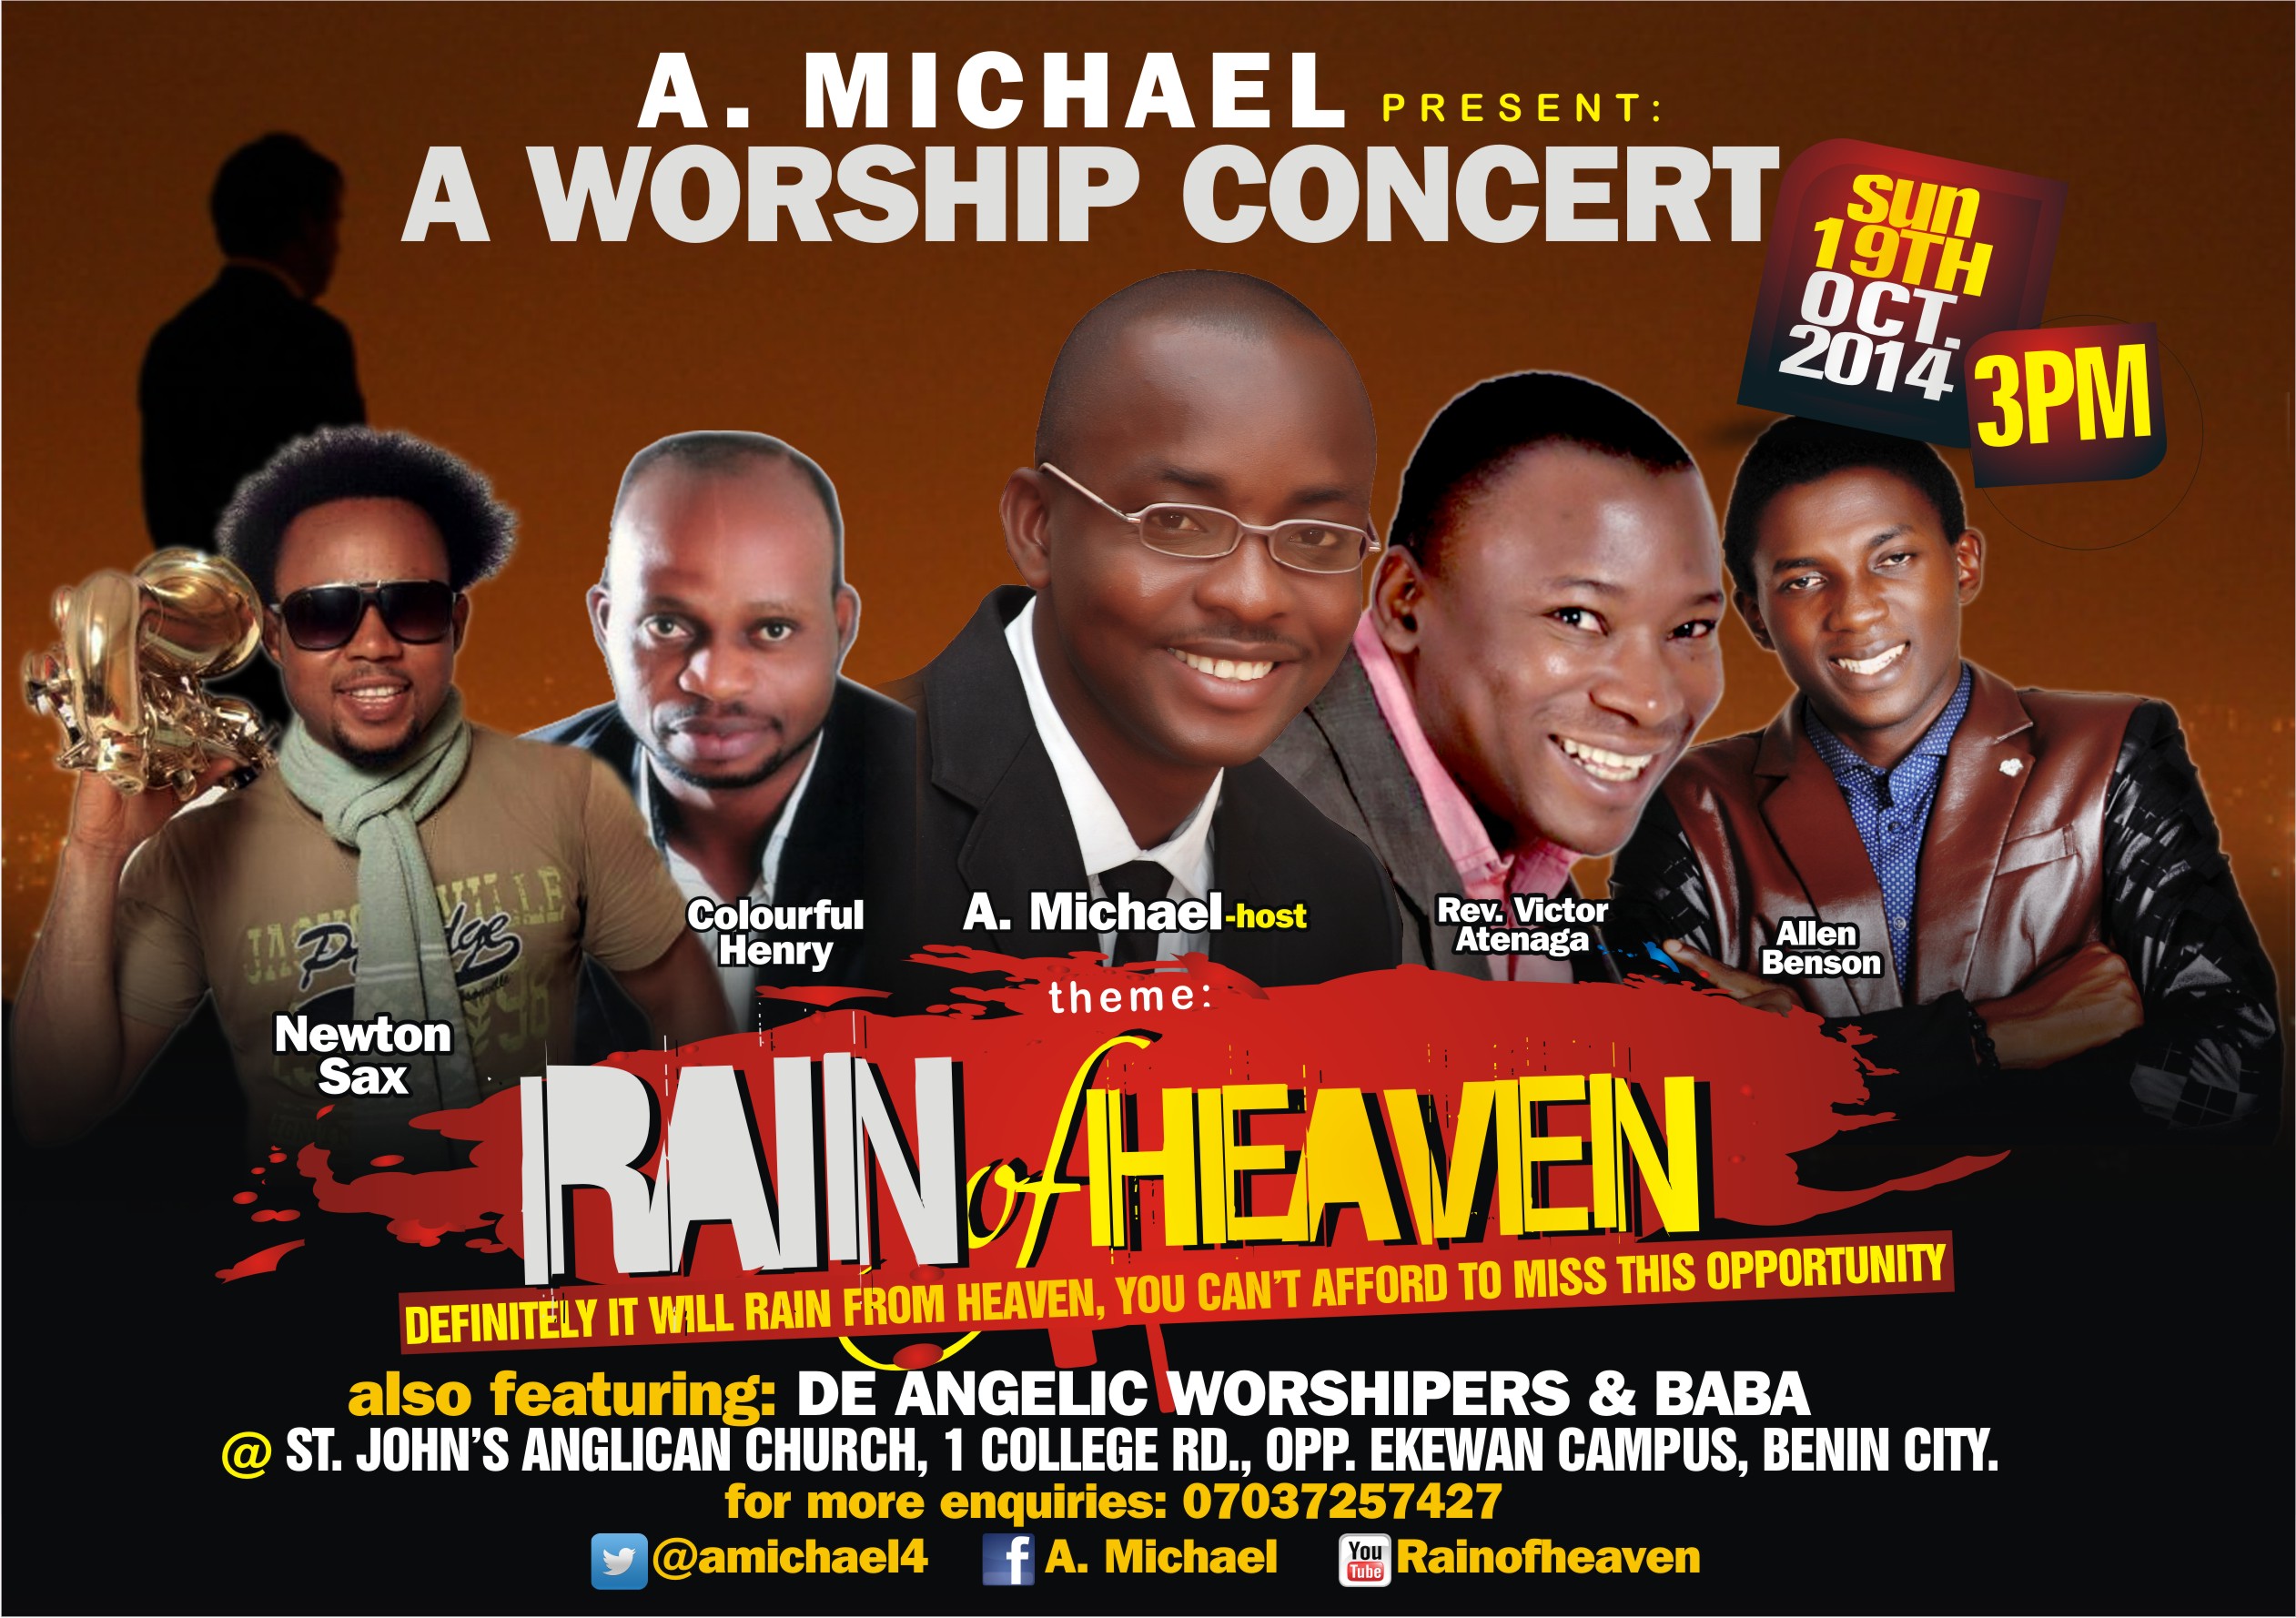 A. MICHAEL PRESENT:
A WORSHIP CONCERT
sun
19TH
OCT.
2014
3PM
Colourful
Henry
A. Michael-host
Rev. Victor
Atenaga
Allen
Benson
Newton
Sax
theme:
RAIN of HEAVEN
DEFINITELY IT WILL RAIN FROM HEAVEN, YOU CAN'T AFFORD TO MISS THIS OPPORTUNITY
also featuring: DE ANGELIC WORSHIPERS & BABA
@ ST. JOHN'S ANGLICAN CHURCH, 1 COLLEGE RD., OPP. EKEWAN CAMPUS, BENIN CITY.
for more enquiries: 07037257427
@amichael4 f A. Michael You Tube Rainofheaven